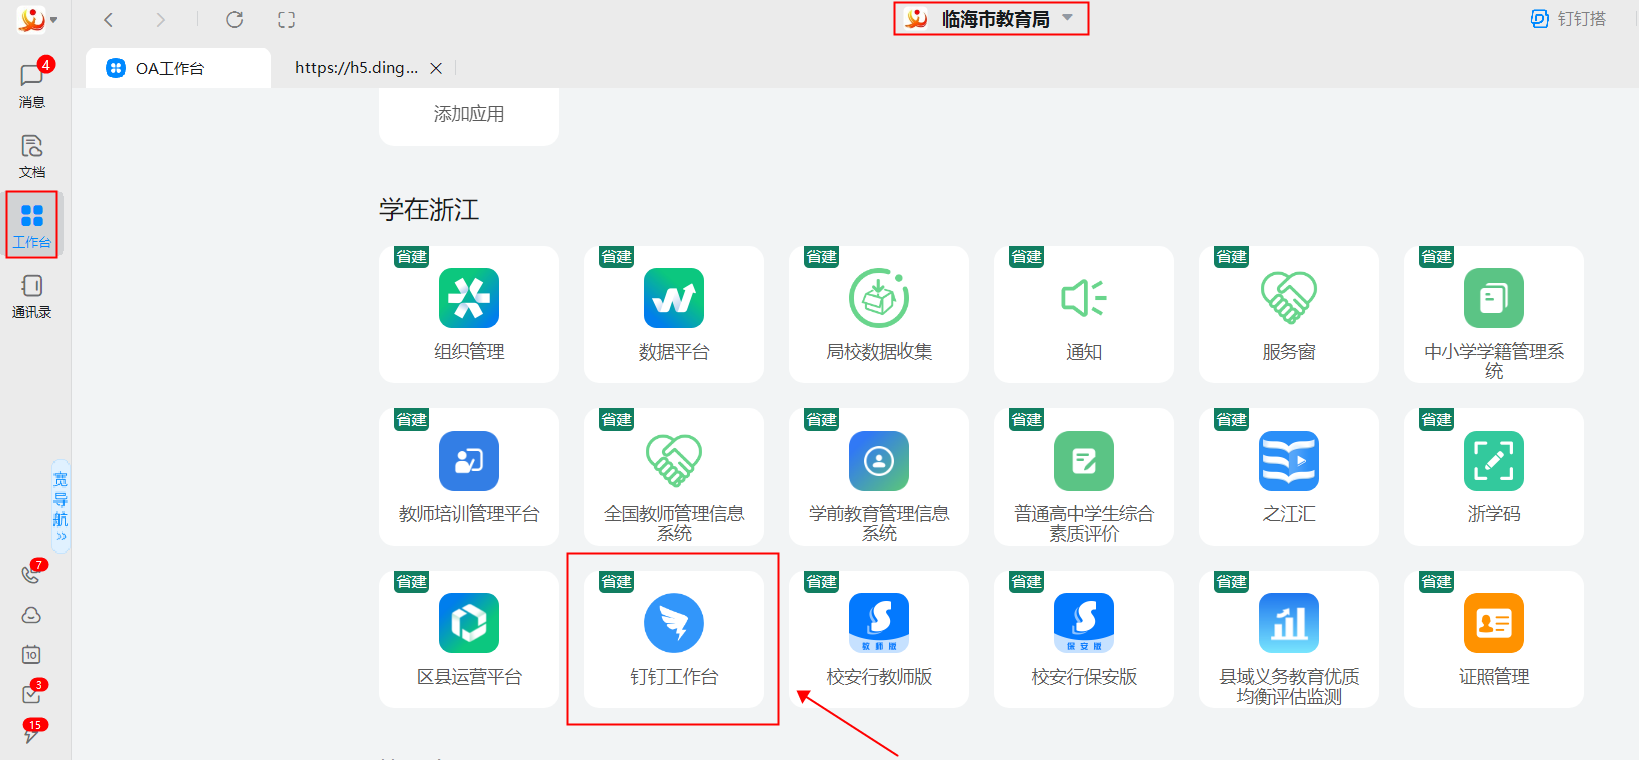 临海市教育局
钉钉搭
4
消息
文档
工作台
通讯录
宽导航
7
10
3
15
OA工作台
https://h5.ding...
添加应用
学在浙江
省建
组织管理
省建
数据平台
省建
局校数据收集
省建
通知
省建
服务窗
省建
中小学学籍管理系
统
省建
教师培训管理平台
省建
全国教师管理信息
系统
省建
学前教育管理信息
系统
省建
普通高中学生综合
素质评价
省建
之江汇
省建
浙学码
省建
区县运营平台
省建
钉钉工作台
省建
教师版
校安行教师版
省建
保安版
校安行保安版
省建
县域义务教育优质
均衡评估监测
省建
证照管理